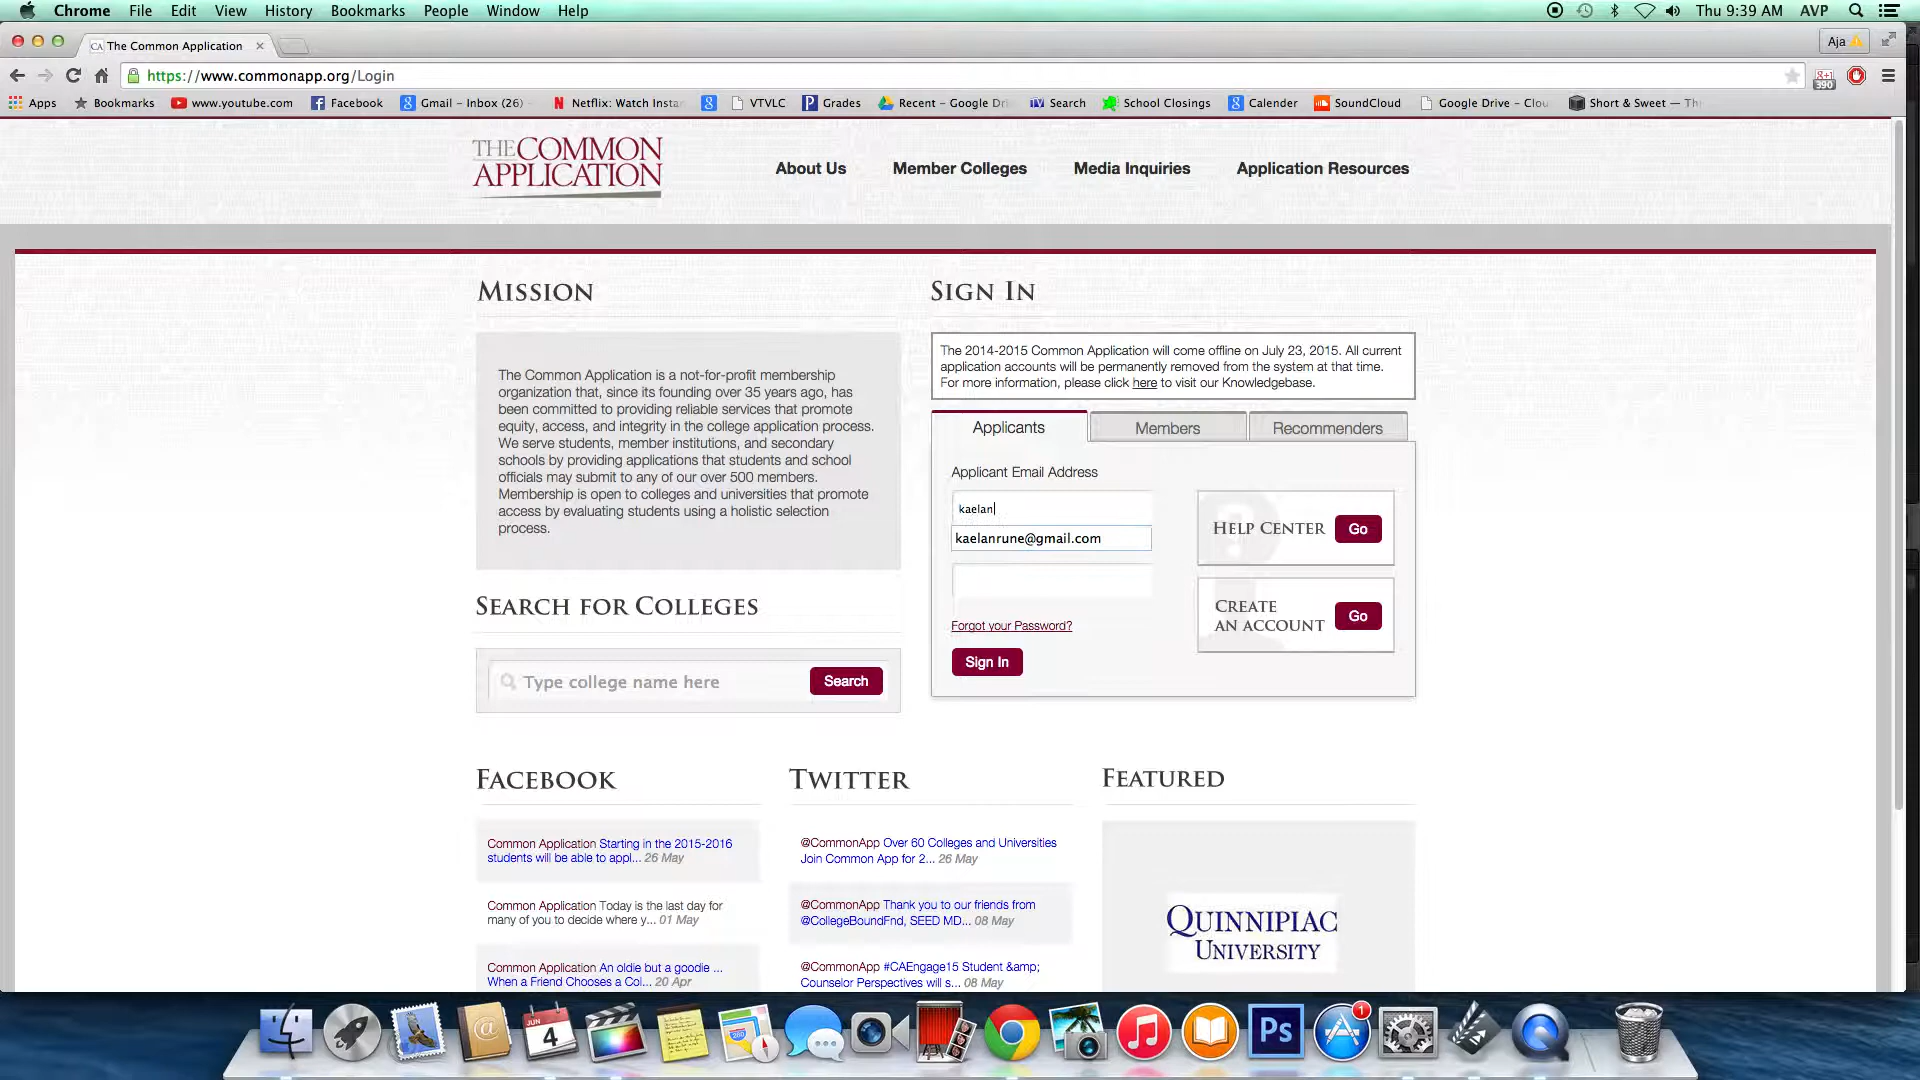 Chrome File Edit View History Bookmarks People Window Help Thu 9:39 AM AVP
CA The Common Application Aja
https://www.commonapp.org/Login
Apps Bookmarks www.youtube.com Facebook Gmail – Inbox (26) Netflix: Watch Insta Grades VTVLC Recent – Google Dri Search School Closings Calender SoundCloud Google Drive – Clou Short & Sweet — Th
THE COMMON
APPLICATION
About Us Member Colleges Media Inquiries Application Resources
MISSION
The Common Application is a not-for-profit membership
organization that, since its founding over 35 years ago, has
been committed to providing reliable services that promote
equity, access, and integrity in the college application process.
We serve students, member institutions, and secondary
schools by providing applications that students and school
officials may submit to any of our over 500 members.
Membership is open to colleges and universities that promote
access by evaluating students using a holistic selection
process.
SEARCH FOR COLLEGES
Type college name here Search
SIGN IN
The 2014-2015 Common Application will come offline on July 23, 2015. All current
application accounts will be permanently removed from the system at that time.
For more information, please click here to visit our Knowledgebase.
Applicants Members Recommenders
Applicant Email Address
kaelan
kaelanrune@gmail.com
Forgot your Password?
Sign In
HELP CENTER Go
CREATE
AN ACCOUNT Go
FACEBOOK
Common Application Starting in the 2015-2016
students will be able to appl... 26 May
Common Application Today is the last day for
many of you to decide where y... 01 May
Common Application An oldie but a goodie ...
When a Friend Chooses a Col... 20 Apr
TWITTER
@CommonApp Over 60 Colleges and Universities
Join Common App for 2... 26 May
@CommonApp Thank you to our friends from
@CollegeBoundFnd, SEED MD... 08 May
@CommonApp #CAEngage15 Student &amp;
Counselor Perspectives will s... 08 May
FEATURED
QUINNIPIAC
UNIVERSITY
JUN
4
Ps
1